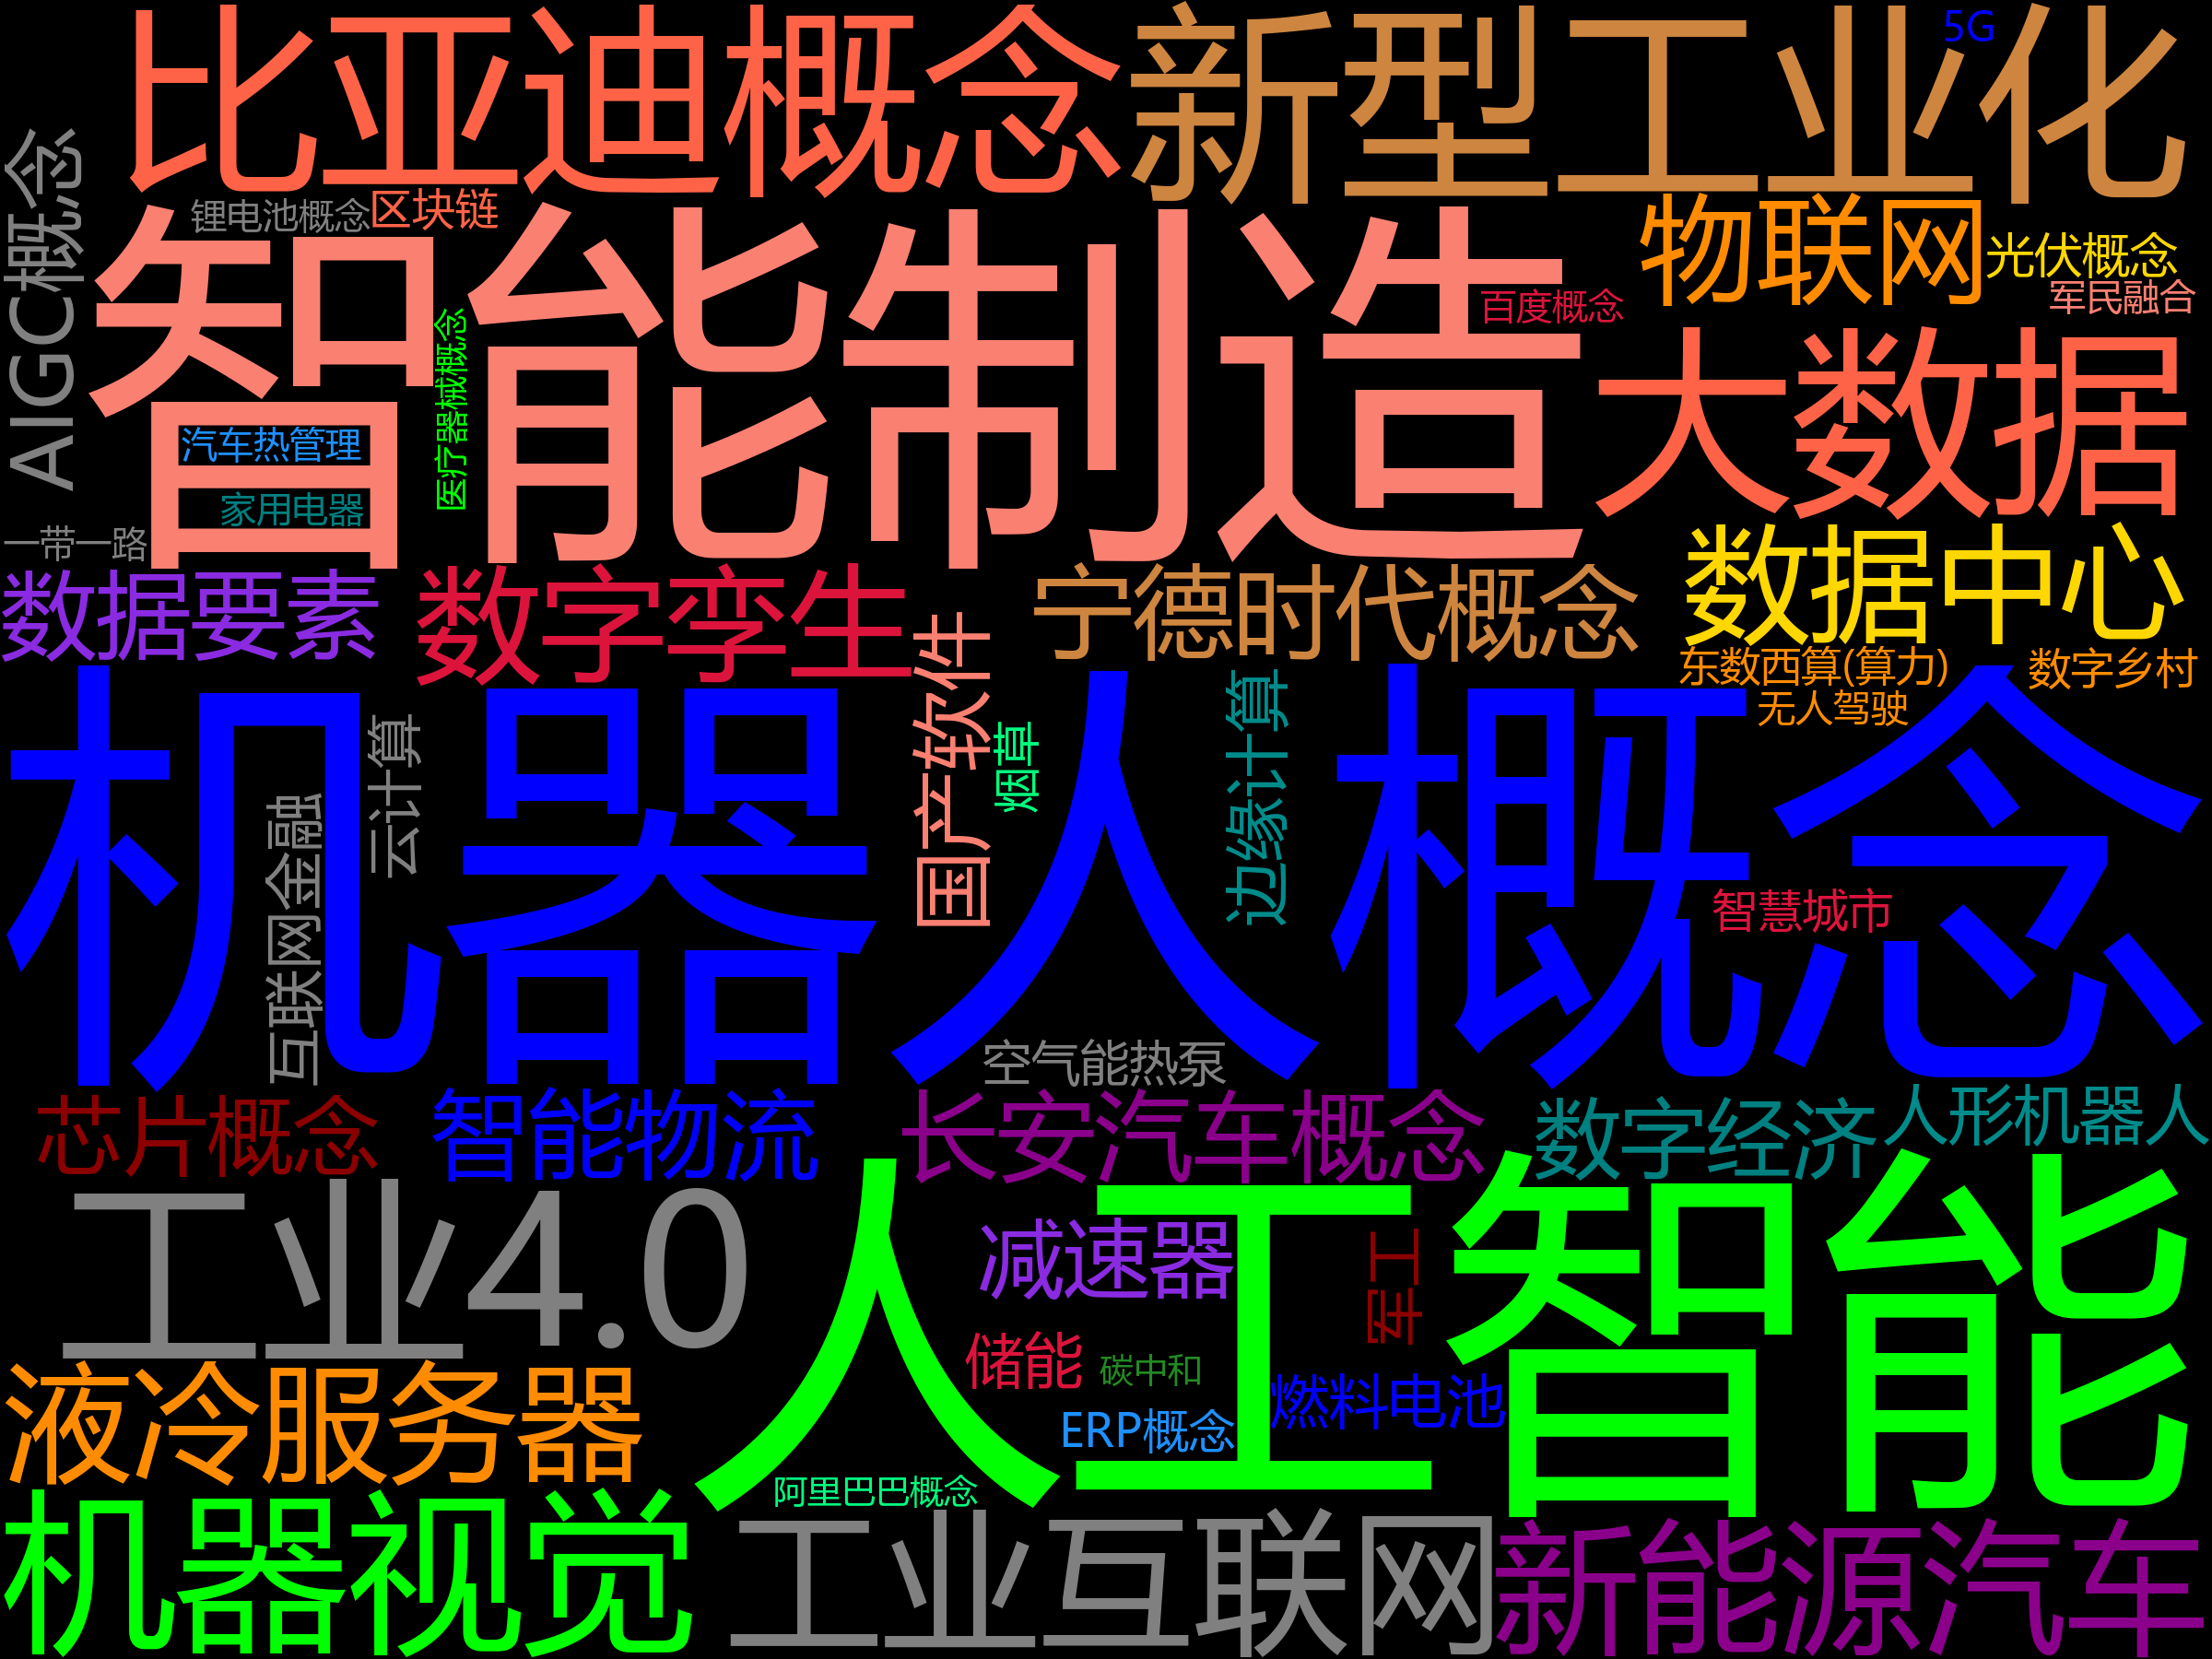 比亚迪概念
新型工业化
5G
AIGC概念
锂电池概念
区块链
智能制造
物联网
光伏概念
军民融合
百度概念
医疗器械概念
大数据
汽车热管理
家用电器
一带一路
数据要素
数字孪生
宁德时代概念
数据中心
东数西算(算力)
数字乡村
无人驾驶
机器人概念
国产软件
烟草
边缘计算
云计算
互联网金融
智慧城市
空气能热泵
芯片概念
智能物流
长安汽车概念
数字经济
人形机器人
工业4.0
人工智能
减速器
军工
储能
碳中和
燃料电池
液冷服务器
ERP概念
阿里巴巴概念
机器视觉
工业互联网
新能源汽车